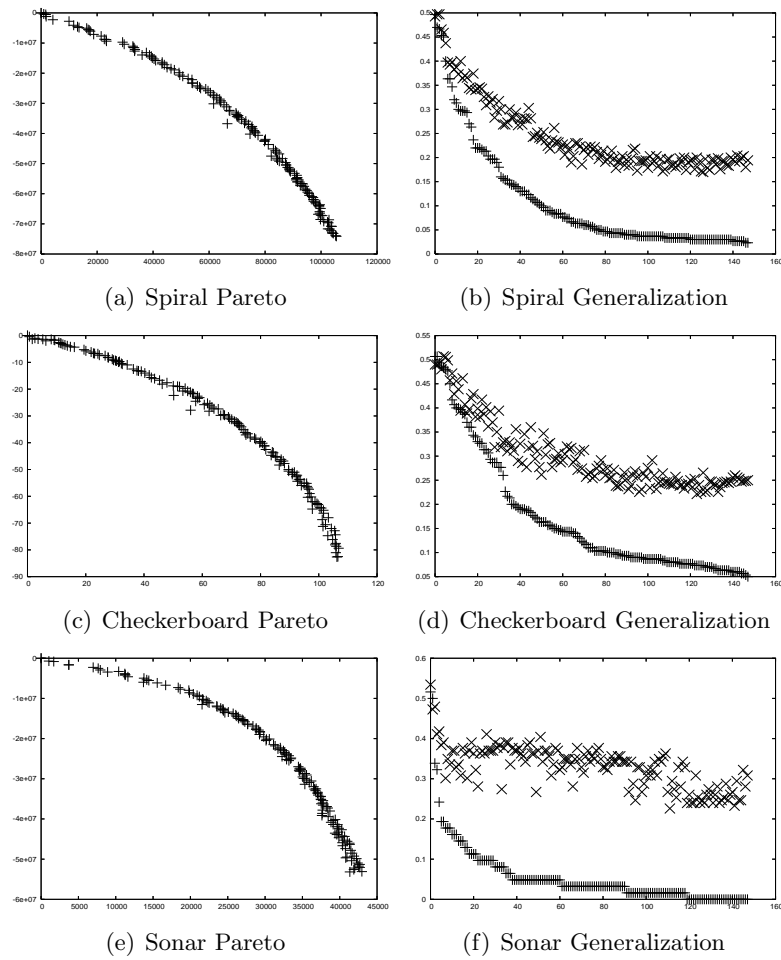 0
-1e+07
-2e+07
-3e+07
-4e+07
-5e+07
-6e+07
-7e+07
-8e+07
0 20000 40000 60000 80000 100000 120000
(a) Spiral Pareto
0.5
0.45
0.4
0.35
0.3
0.25
0.2
0.15
0.1
0.05
0
0 20 40 60 80 100 120 140 160
(b) Spiral Generalization
0
-10
-20
-30
-40
-50
-60
-70
-80
-90
0 20 40 60 80 100 120
(c) Checkerboard Pareto
0.55
0.5
0.45
0.4
0.35
0.3
0.25
0.2
0.15
0.1
0.05
0 20 40 60 80 100 120 140 160
(d) Checkerboard Generalization
0
-1e+07
-2e+07
-3e+07
-4e+07
-5e+07
-6e+07
0 5000 10000 15000 20000 25000 30000 35000 40000 45000
(e) Sonar Pareto
0.6
0.5
0.4
0.3
0.2
0.1
0
0 20 40 60 80 100 120 140 160
(f) Sonar Generalization